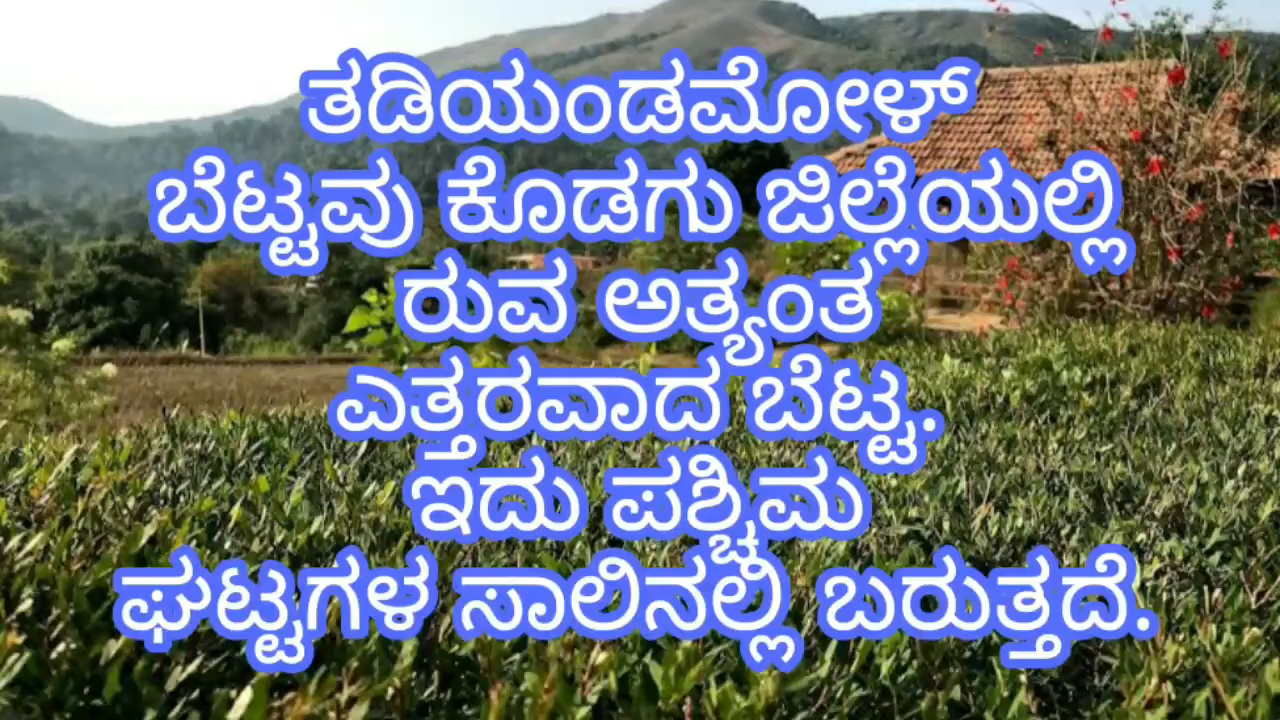 ತಡಿಯಂಡಮೋಳ್
ಬೆಟ್ಟವು ಕೊಡಗು ಜಿಲ್ಲೆಯಲ್ಲಿ
ರುವ ಅತ್ಯಂತ
ಎತ್ತರವಾದ ಬೆಟ್ಟ.
ಇದು ಪಶ್ಚಿಮ
ಘಟ್ಟಗಳ ಸಾಲಿನಲ್ಲಿ ಬರುತ್ತದೆ.